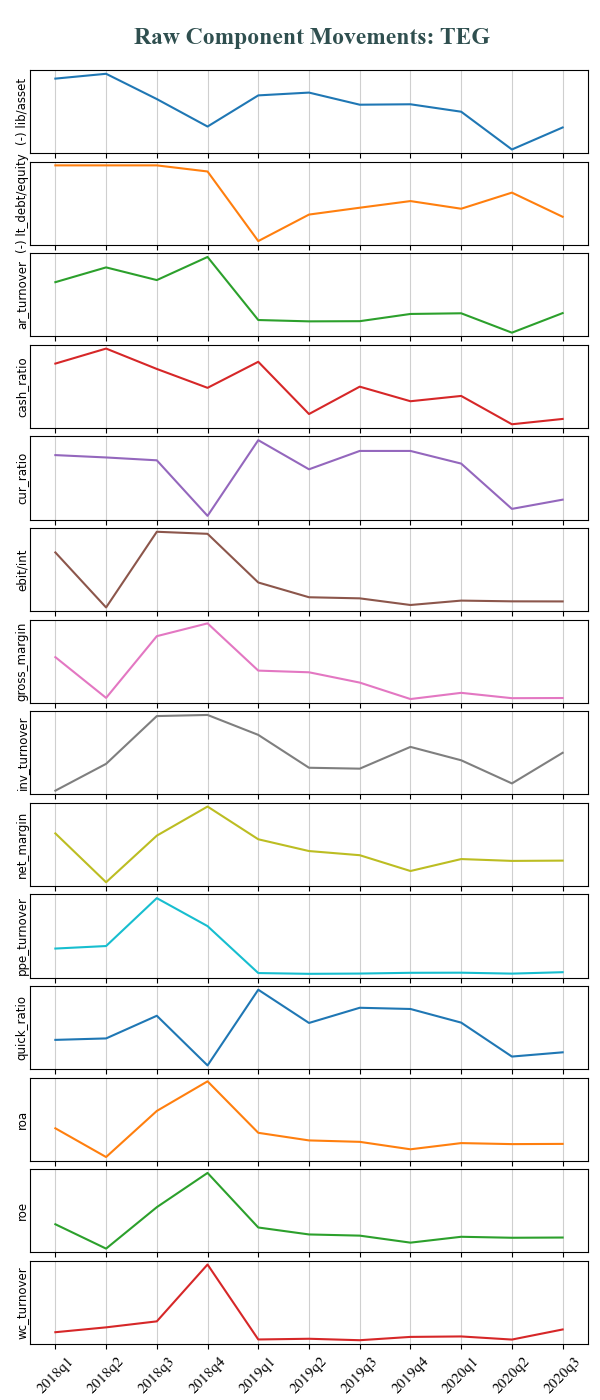 Raw Component Movements: TEG
(-) lib/asset
(-) lt_debt/equity
ar_turnover
cash_ratio
cur_ratio
ebit/int
gross_margin
inv_turnover
net_margin
ppe_turnover
quick_ratio
roa
roe
wc_turnover
2018q1 2018q2 2018q3 2018q4 2019q1 2019q2 2019q3 2019q4 2020q1 2020q2 2020q3